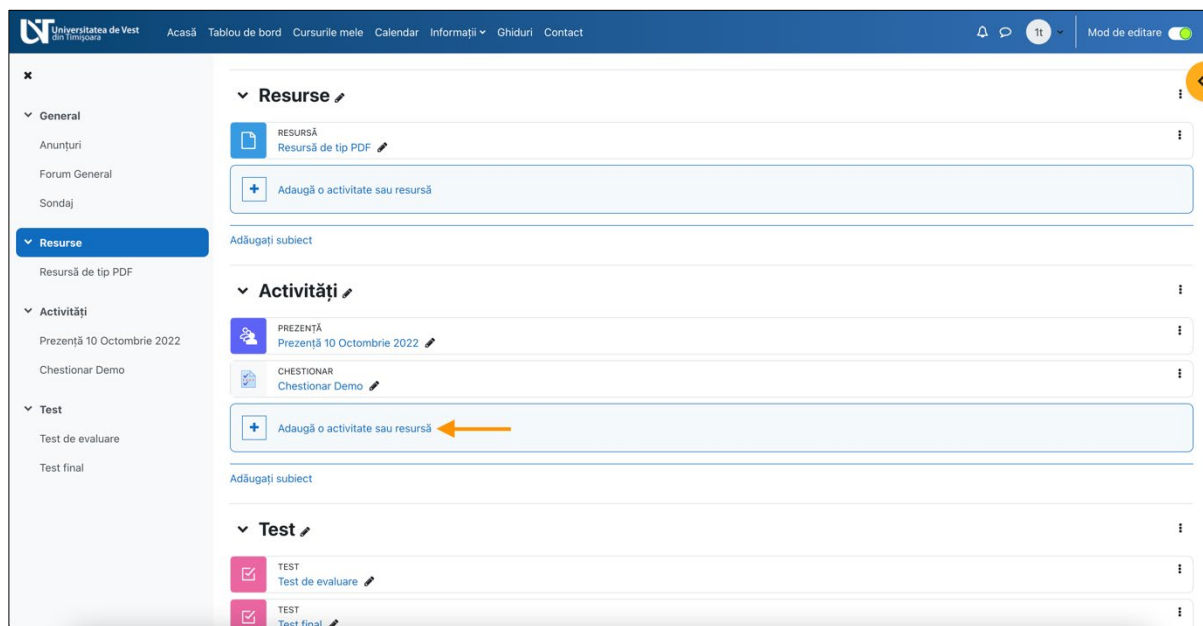 Universitatea de Vest
din Timișoara
Acasă Tablou de bord Cursurile mele Calendar Informații Ghiduri Contact
1t
Mod de editare
General
Anunțuri
Forum General
Sondaj
Resurse
Resursă de tip PDF
Activități
Prezență 10 Octombrie 2022
Chestionar Demo
Test
Test de evaluare
Test final
Resurse
RESURSĂ
Resursă de tip PDF
Adaugă o activitate sau resursă
Adăugați subiect
Activități
PREZENȚĂ
Prezență 10 Octombrie 2022
CHESTIONAR
Chestionar Demo
Adaugă o activitate sau resursă
Adăugați subiect
Test
TEST
Test de evaluare
TEST
Test final